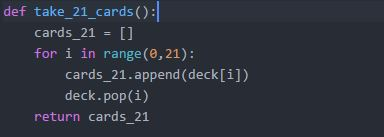 def take_21_cards():
    cards_21 = []
    for i in range(0,21):
        cards_21.append(deck[i])
        deck.pop(i)
    return cards_21